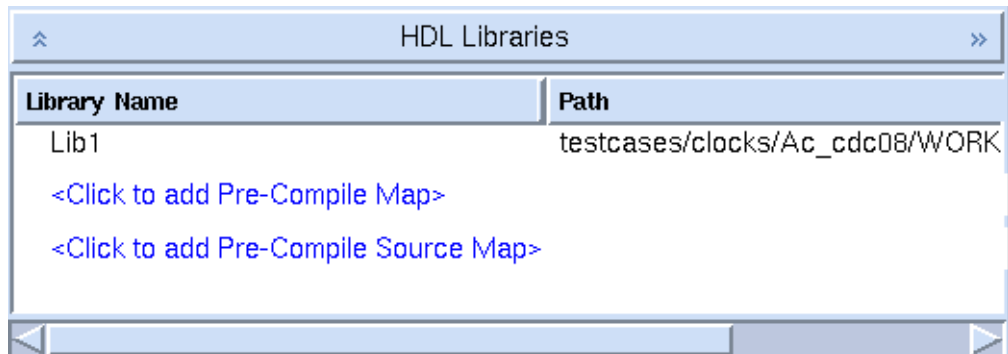 HDL Libraries
Library Name Path
Lib1 testcases/clocks/Ac_cdc08/WORK
<Click to add Pre-Compile Map>
<Click to add Pre-Compile Source Map>